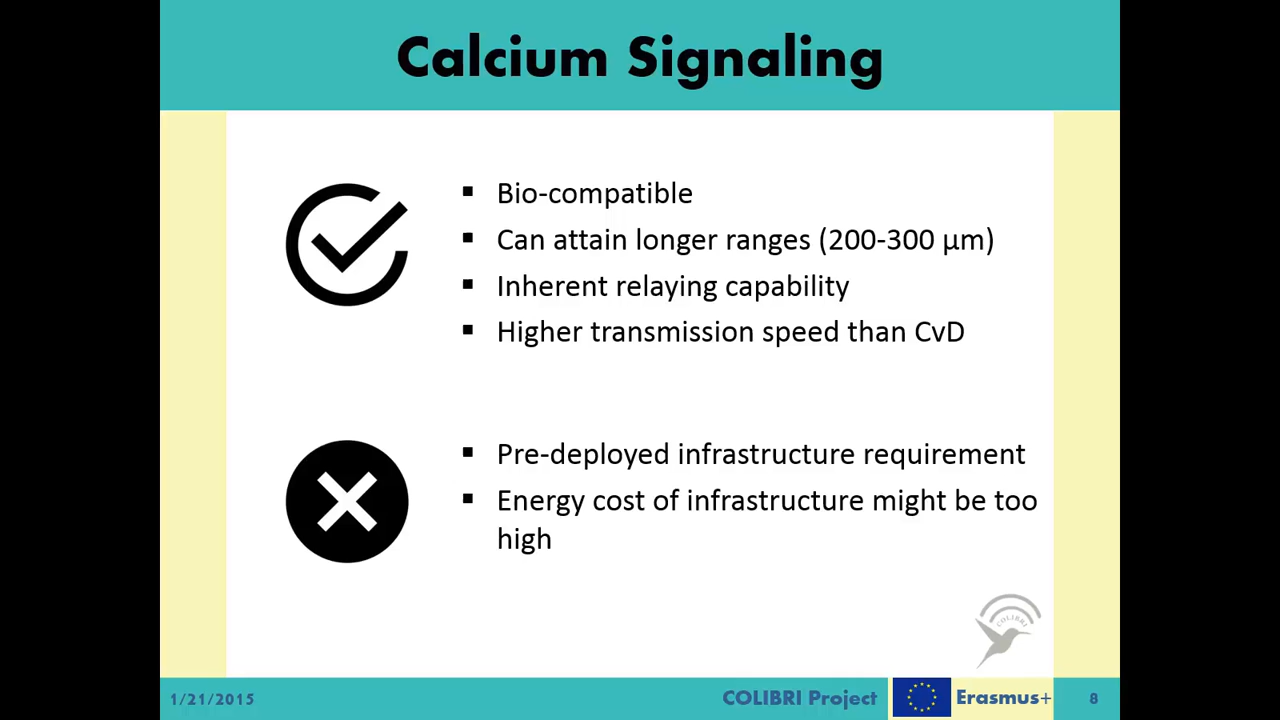 Calcium Signaling
▪ Bio-compatible
▪ Can attain longer ranges (200-300 µm)
▪ Inherent relaying capability
▪ Higher transmission speed than CvD
▪ Pre-deployed infrastructure requirement
▪ Energy cost of infrastructure might be too
high
COLIBRI
1/21/2015
COLIBRI Project
Erasmus+
8